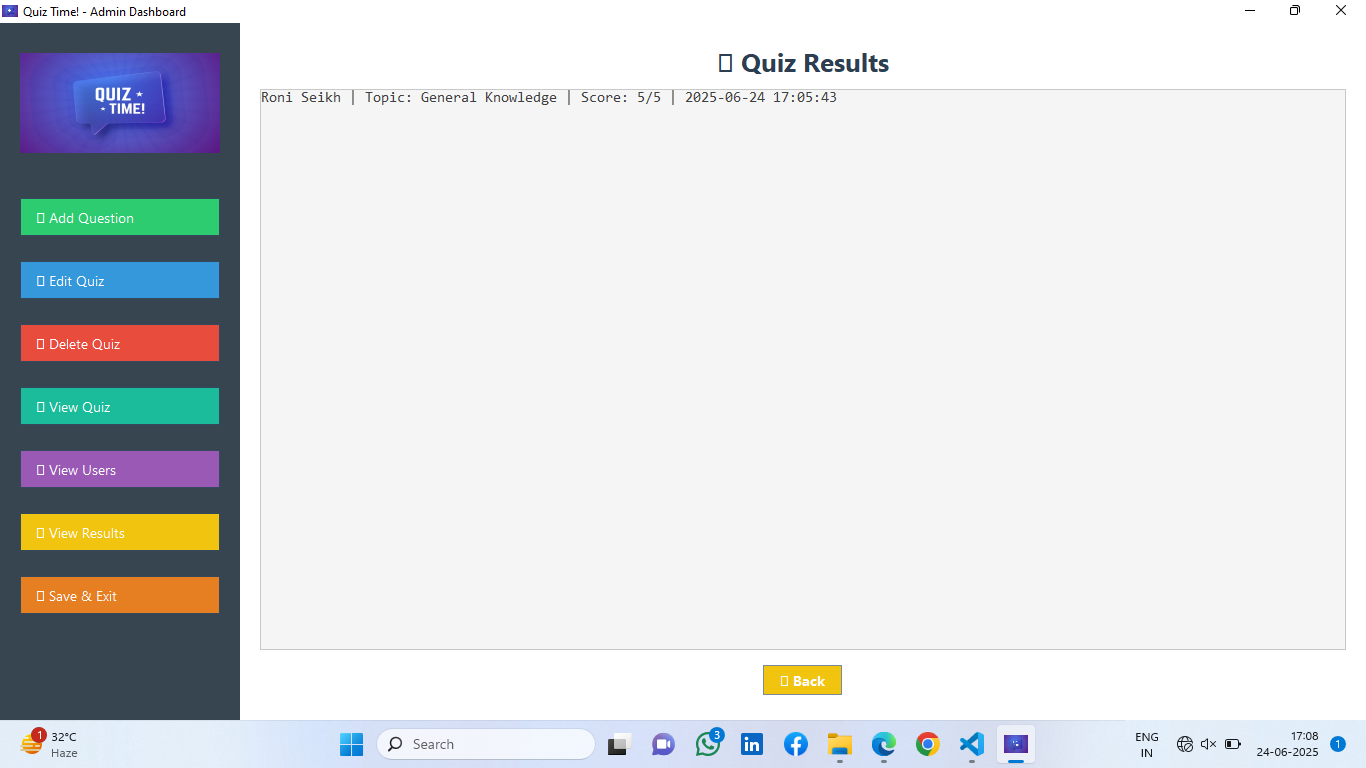 Quiz Time! - Admin Dashboard
QUIZ
TIME!
Add Question
Edit Quiz
Delete Quiz
View Quiz
View Users
View Results
Save & Exit
Quiz Results
Roni Seikh | Topic: General Knowledge | Score: 5/5 | 2025-06-24 17:05:43
Back
1
32°C
Haze
Search
3
in
ENG
IN
17:08
24-06-2025
1